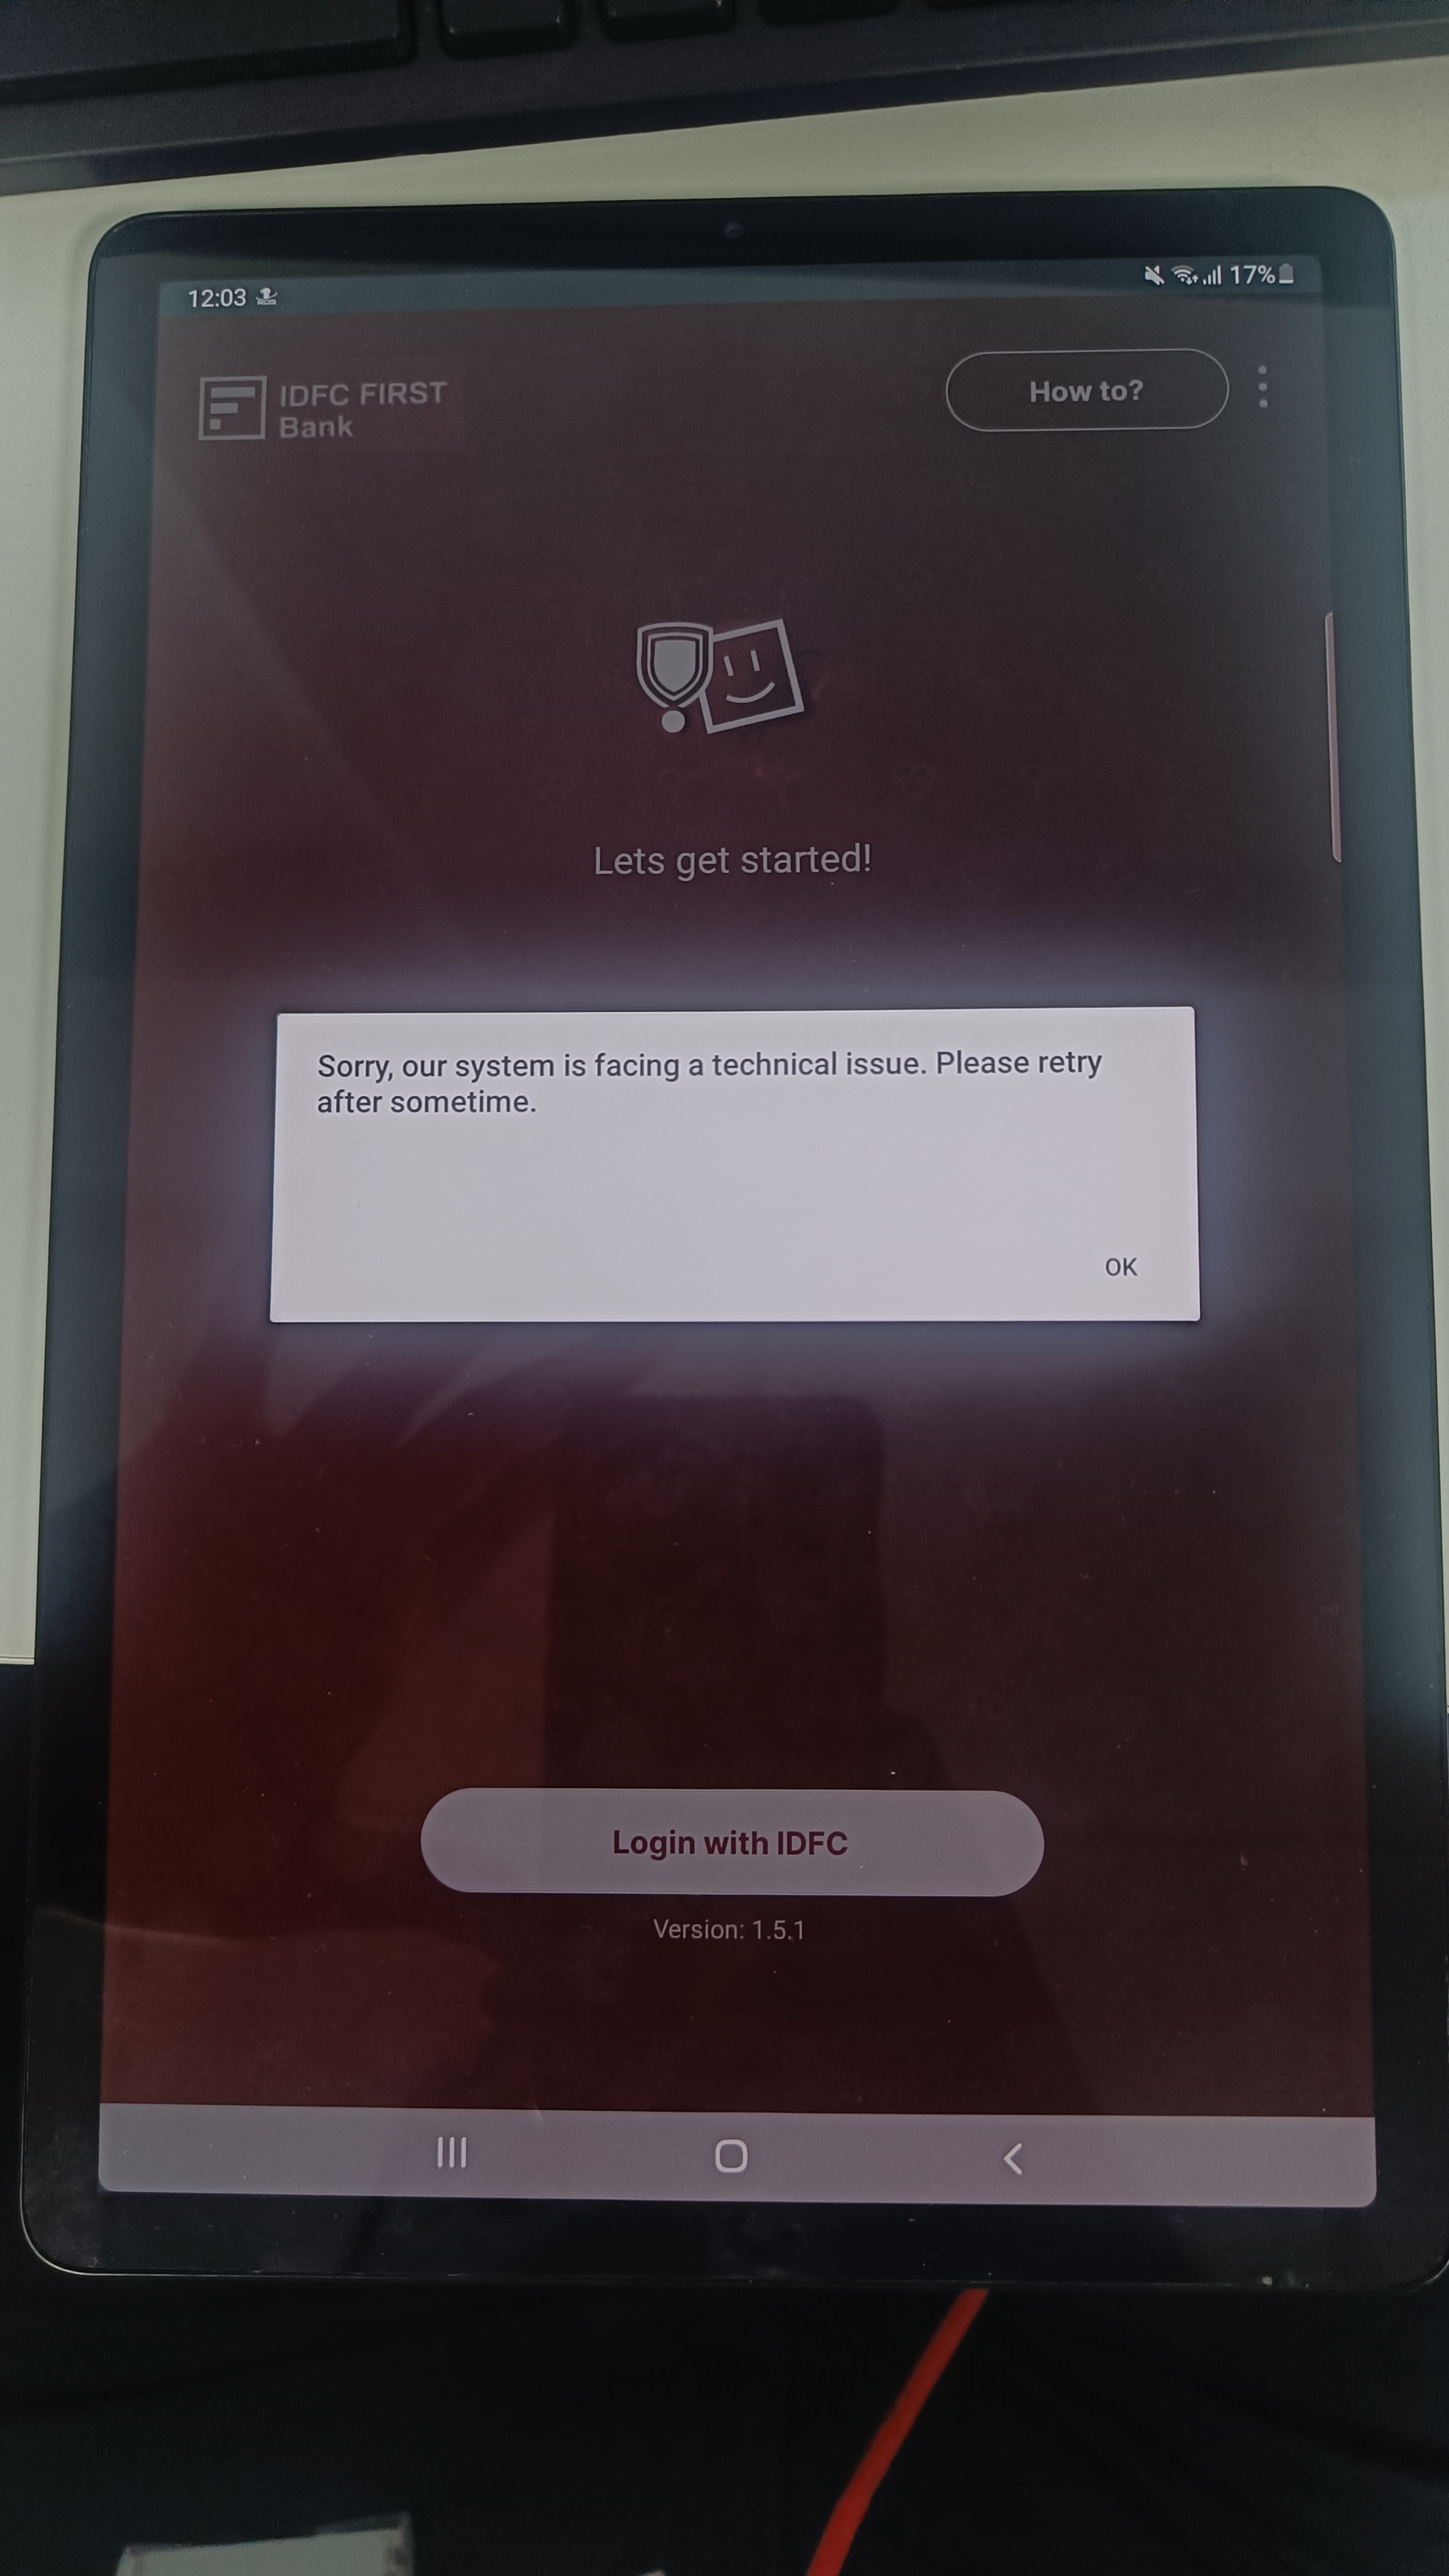 12:03
17%
IDFC FIRST
Bank
How to?
Lets get started!
Sorry, our system is facing a technical issue. Please retry
after sometime.
OK
Login with IDFC
Version: 1.5.1